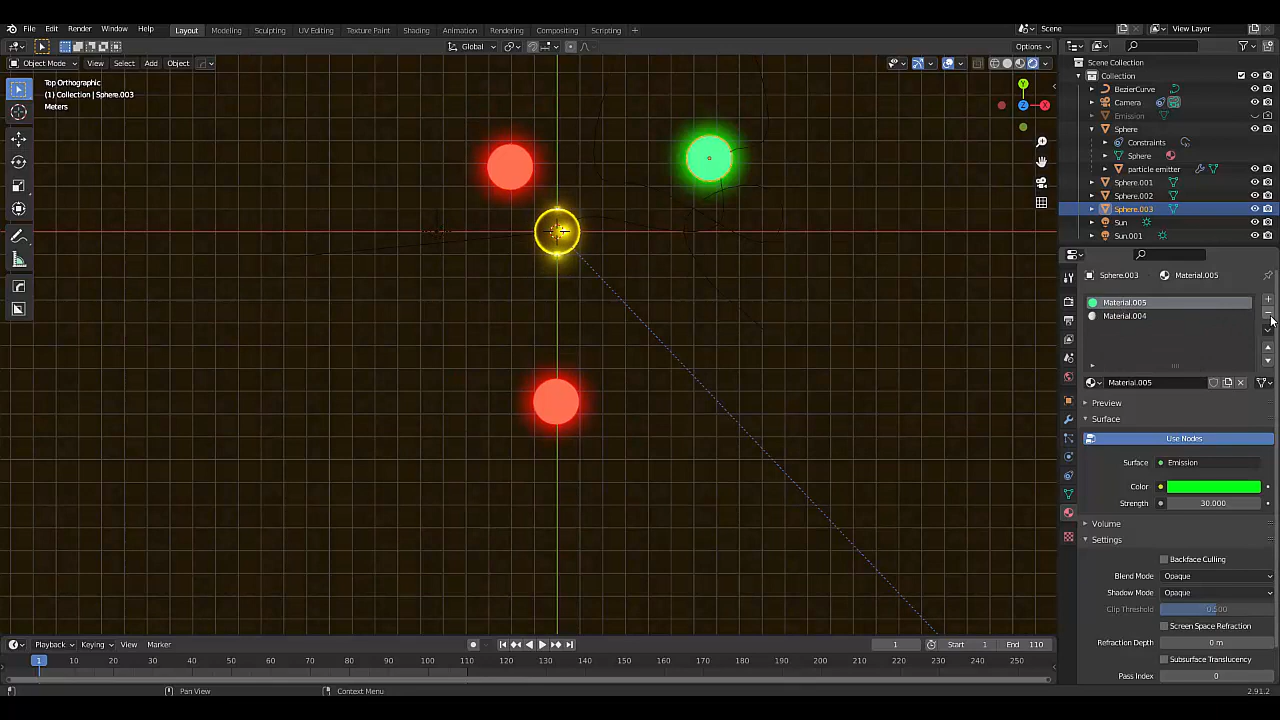 File Edit Render Window Help Layout Modeling Sculpting UV Editing Texture Paint Shading Animation Rendering Compositing Scripting Scene View Layer
Global Options
Object Mode View Select Add Object
Top Orthographic
(1) Collection | Sphere.003
Meters
Y
X
Z
Scene Collection
Collection
BezierCurve
Camera
Emission
Sphere
Constraints
Sphere
particle emitter
Sphere.001
Sphere.002
Sphere.003
Sun
Sun.001
Sphere.003 Material.005
Material.005
Material.004
Material.005
Preview
Surface
Use Nodes
Surface Emission
Color
Strength 30.000
Volume
Settings
Backface Culling
Blend Mode Opaque
Shadow Mode Opaque
Clip Threshold 0.500
Screen Space Refraction
Refraction Depth 0 m
Subsurface Translucency
Pass Index 0
Playback Keying View Marker 1 Start 1 End 110
1 10 20 30 40 50 60 70 80 90 100 110 120 130 140 150 160 170 180 190 200 210 220 230 240 250
Pan View Context Menu 2.91.2